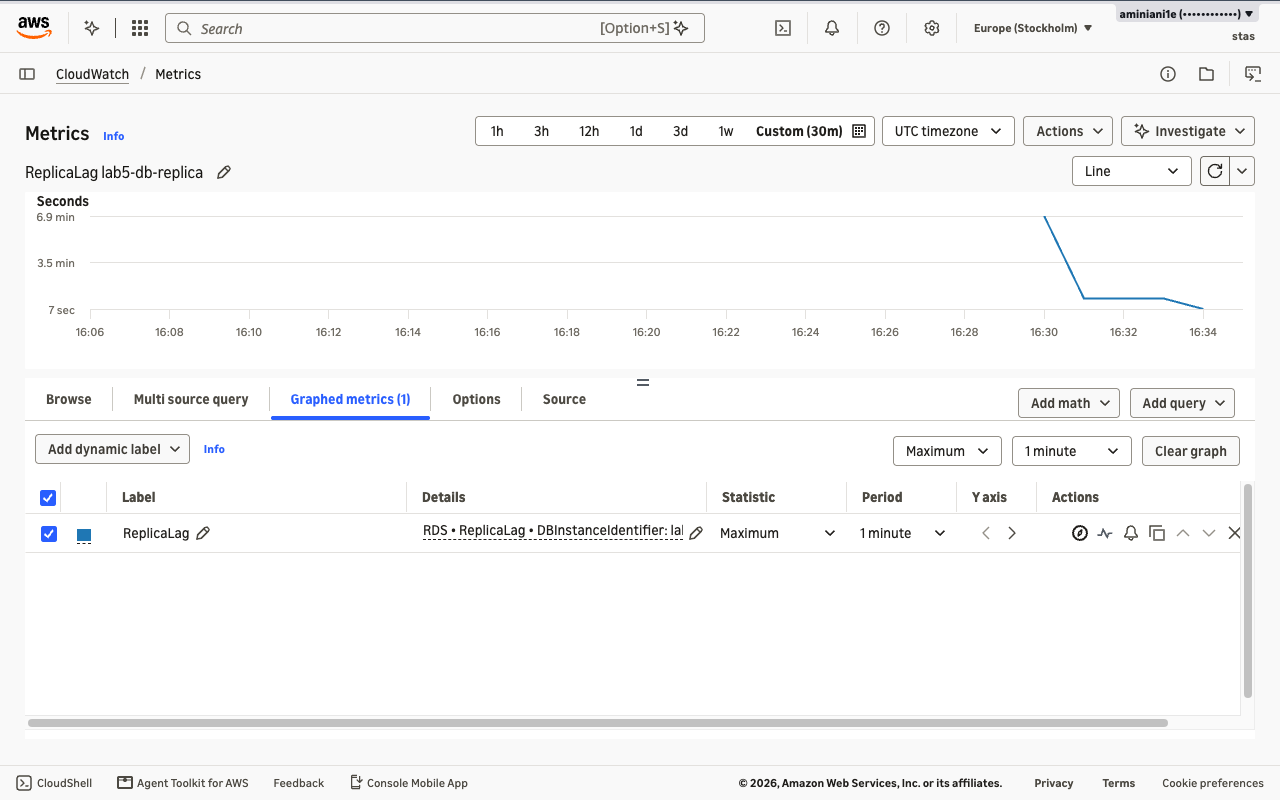 aws
Search [Option+S]
Europe (Stockholm)
aminiani1e (••••••••••••)
stas
CloudWatch / Metrics
Metrics Info
1h 3h 12h 1d 3d 1w Custom (30m)
UTC timezone
Actions
Investigate
ReplicaLag lab5-db-replica
Line
Seconds
6.9 min
3.5 min
7 sec
16:06 16:08 16:10 16:12 16:14 16:16 16:18 16:20 16:22 16:24 16:26 16:28 16:30 16:32 16:34
Browse Multi source query Graphed metrics (1) Options Source
Add math Add query
Add dynamic label Info
Maximum 1 minute Clear graph
Label Details Statistic Period Y axis Actions
ReplicaLag RDS • ReplicaLag • DBInstanceIdentifier: lal Maximum 1 minute
CloudShell Agent Toolkit for AWS Feedback Console Mobile App
© 2026, Amazon Web Services, Inc. or its affiliates. Privacy Terms Cookie preferences